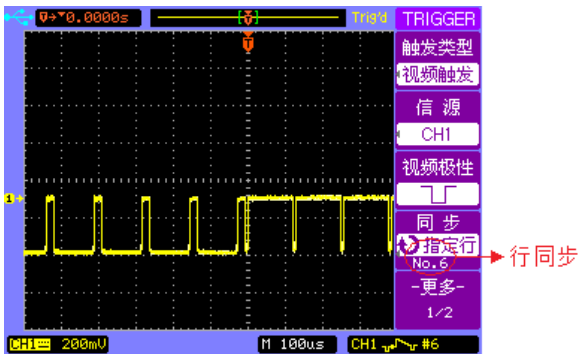 T→▼0.0000s [ T ] Trig'd TRIGGER
T
触发类型
视频触发
信 源
CH1
视频极性
同 步
指定行
No.6
行同步
-更多-
1/2
1
CH1 200mV M 100us CH1 #6